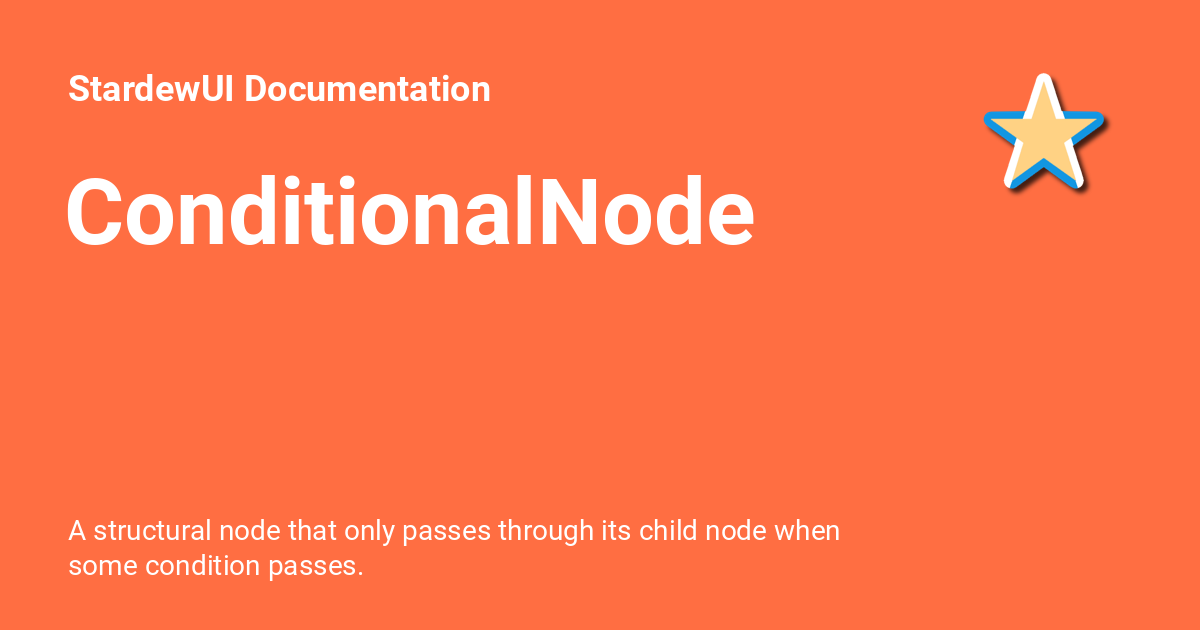 StardewUI Documentation
ConditionalNode
A structural node that only passes through its child node when
some condition passes.